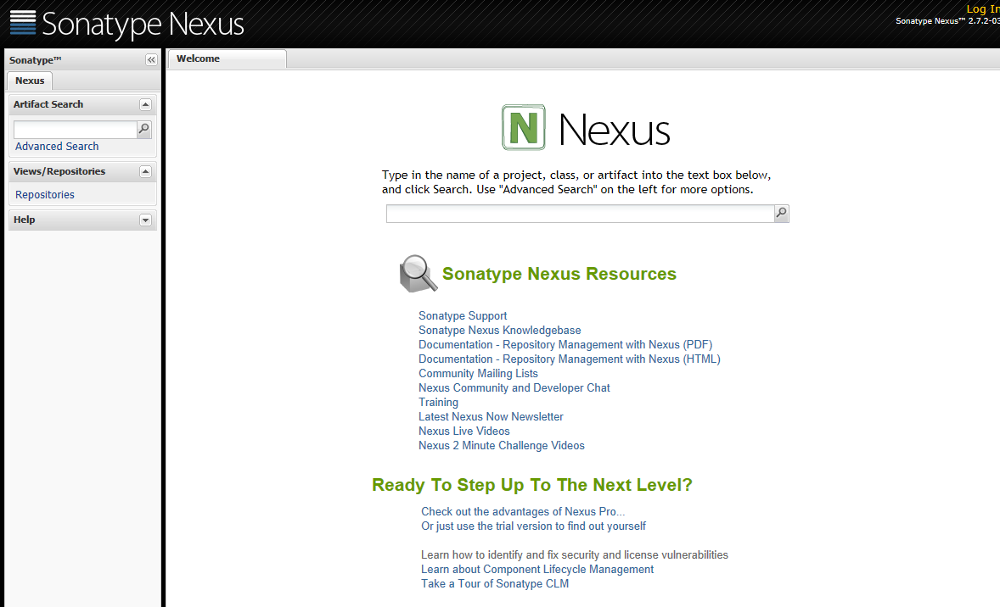 Sonatype Nexus
Log In
Sonatype Nexus™ 2.7.2-03
Sonatype™
Welcome
Nexus
Artifact Search
Advanced Search
Views/Repositories
Repositories
Help
N Nexus
Type in the name of a project, class, or artifact into the text box below,
and click Search. Use "Advanced Search" on the left for more options.
Sonatype Nexus Resources
Sonatype Support
Sonatype Nexus Knowledgebase
Documentation - Repository Management with Nexus (PDF)
Documentation - Repository Management with Nexus (HTML)
Community Mailing Lists
Nexus Community and Developer Chat
Training
Latest Nexus Now Newsletter
Nexus Live Videos
Nexus 2 Minute Challenge Videos
Ready To Step Up To The Next Level?
Check out the advantages of Nexus Pro...
Or just use the trial version to find out yourself
Learn how to identify and fix security and license vulnerabilities
Learn about Component Lifecycle Management
Take a Tour of Sonatype CLM